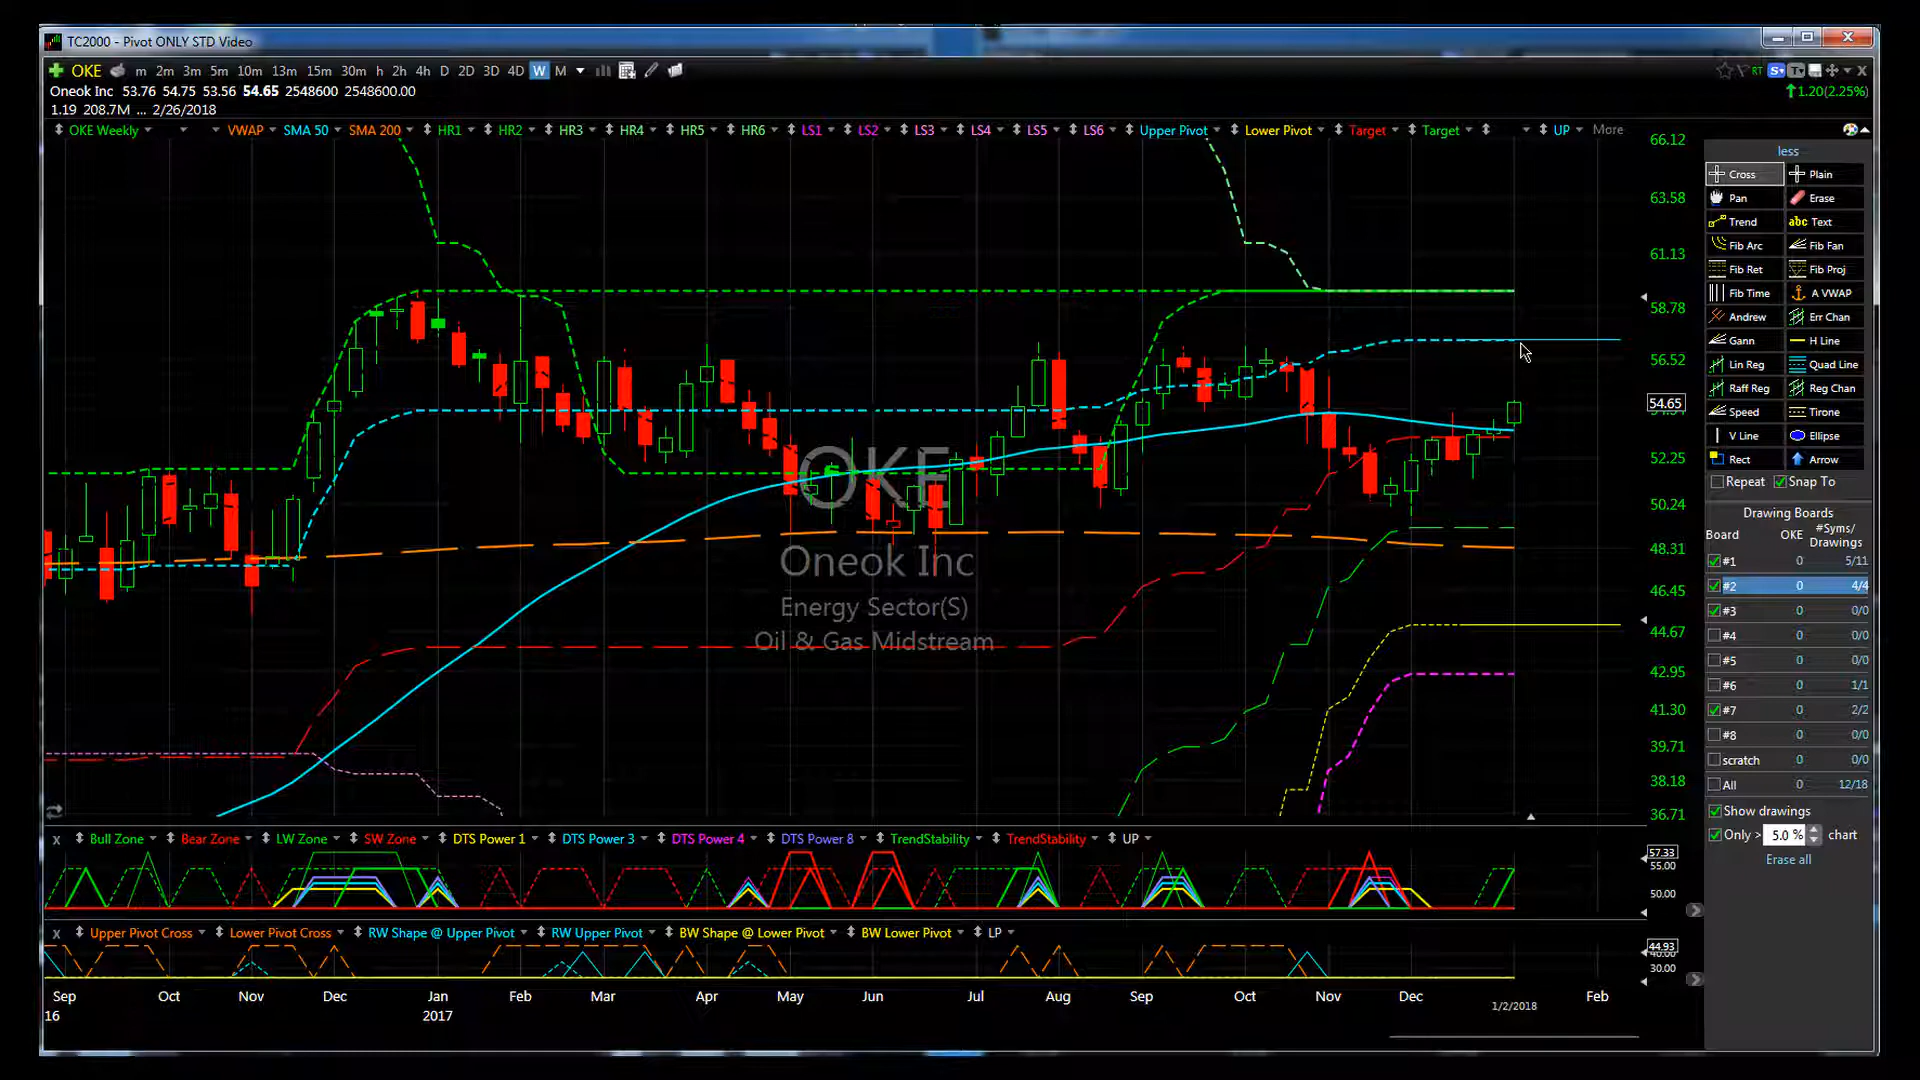 TC2000 - Pivot ONLY STD Video
OKE m 2m 3m 5m 10m 13m 15m 30m h 2h 4h D 2D 3D 4D W M RT S T
Oneok Inc 53.76 54.75 53.56 54.65 2548600 2548600.00
1.20 (2.25%)
1.19 208.7M ... 2/26/2018
OKE Weekly VWAP SMA 50 SMA 200 HR1 HR2 HR3 HR4 HR5 HR6 LS1 LS2 LS3 LS4 LS5 LS6 Upper Pivot Lower Pivot Target Target UP More
66.12
63.58
61.13
58.78
56.52
54.65
52.25
50.24
48.31
46.45
44.67
42.95
41.30
39.71
38.18
36.71
OKE
Oneok Inc
Energy Sector(S)
Oil & Gas Midstream
x Bull Zone Bear Zone LW Zone SW Zone DTS Power 1 DTS Power 3 DTS Power 4 DTS Power 8 TrendStability TrendStability UP
57.33
55.00
50.00
x Upper Pivot Cross Lower Pivot Cross RW Shape @ Upper Pivot RW Upper Pivot BW Shape @ Lower Pivot BW Lower Pivot LP
44.93
30.00
Sep Oct Nov Dec Jan Feb Mar Apr May Jun Jul Aug Sep Oct Nov Dec 1/2/2018 Feb
16 2017
less
Cross Plain
Pan Erase
Trend abc Text
Fib Arc Fib Fan
Fib Ret Fib Proj
Fib Time A VWAP
Andrew Err Chan
Gann H Line
Lin Reg Quad Line
Raff Reg Reg Chan
Speed Tirone
V Line Ellipse
Rect Arrow
Repeat Snap To
Drawing Boards
Board OKE #Syms/
Drawings
#1 0 5/11
#2 0 4/4
#3 0 0/0
#4 0 0/0
#5 0 0/0
#6 0 1/1
#7 0 2/2
#8 0 0/0
scratch 0 0/0
All 0 12/18
Show drawings
Only > 5.0 % chart
Erase all